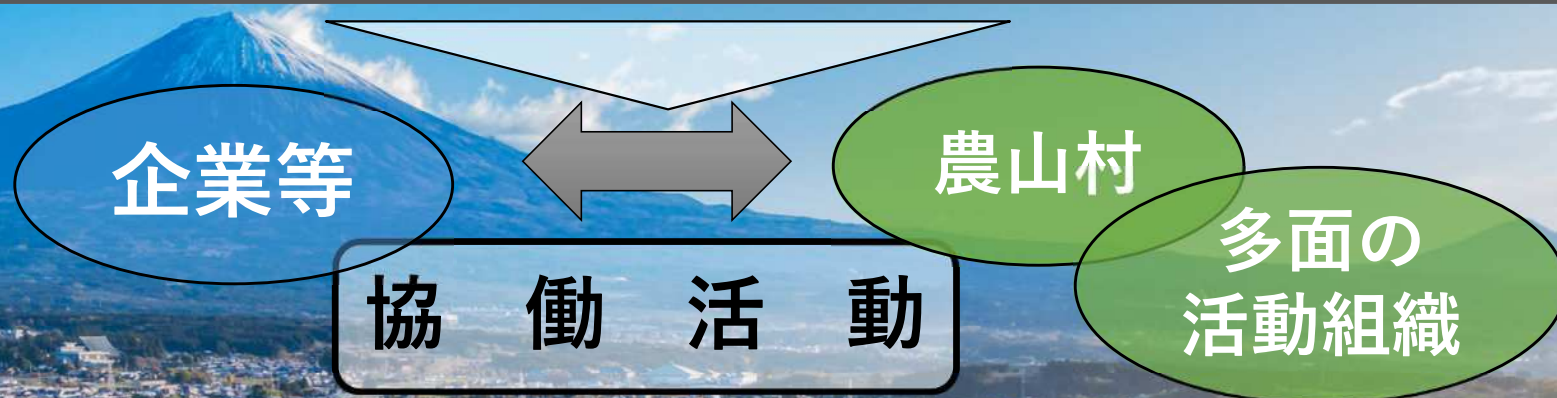 企業等
農山村
多面の
活動組織
協働活動